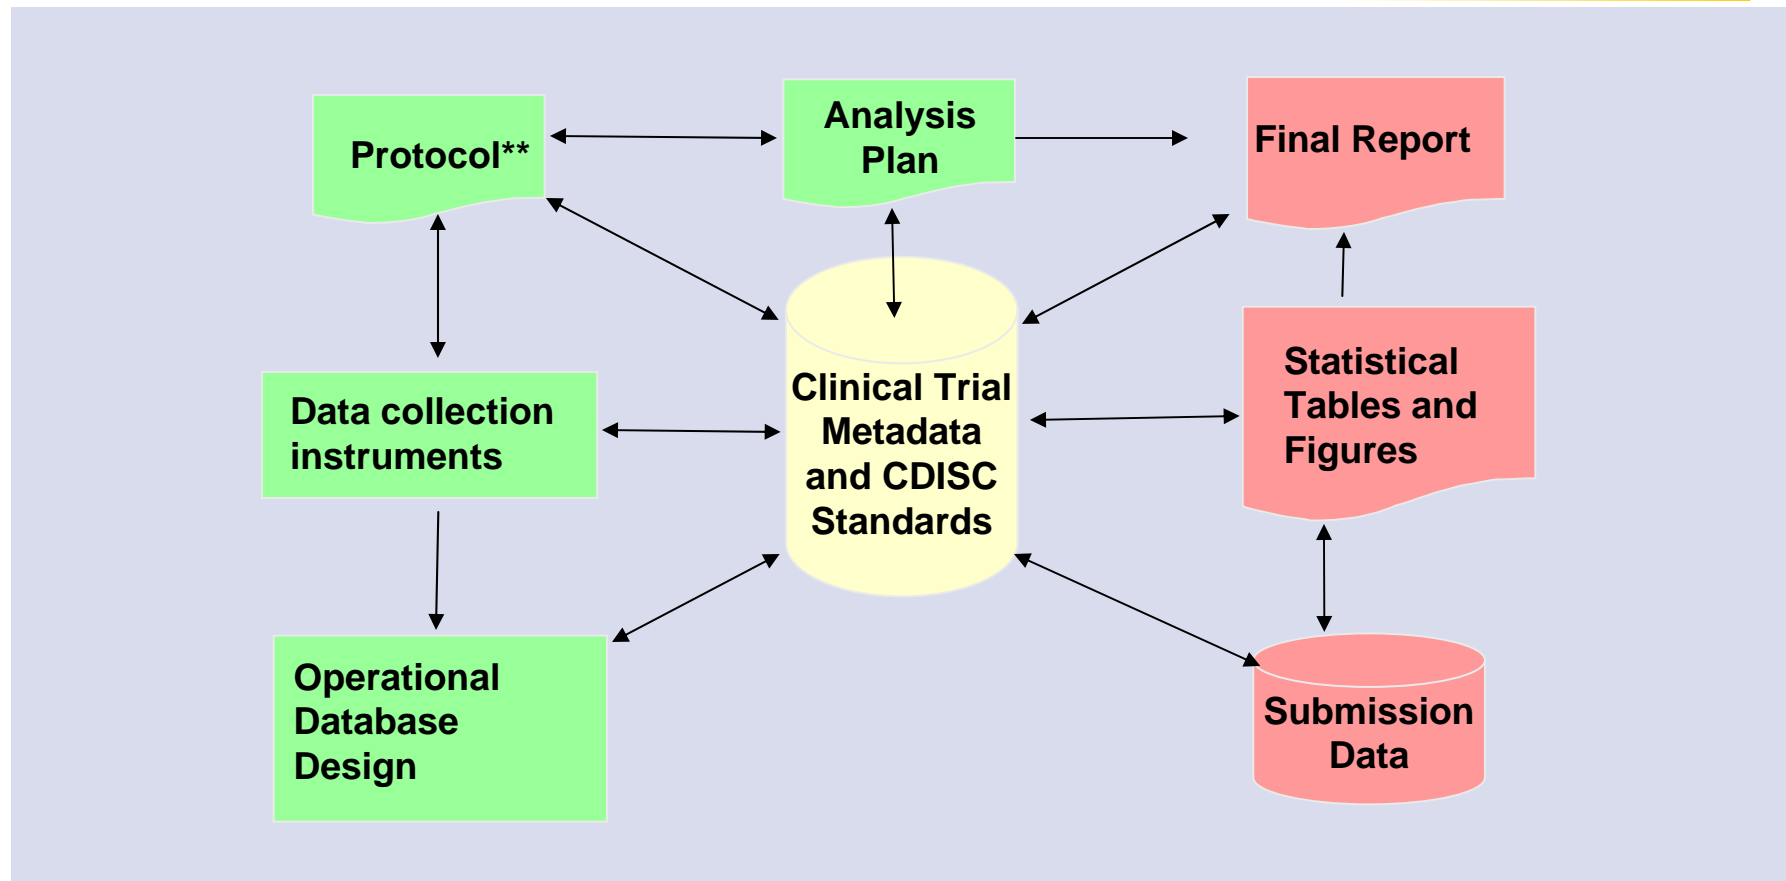 Protocol**
Analysis
Plan
Final Report
Data collection
instruments
Clinical Trial
Metadata
and CDISC
Standards
Statistical
Tables and
Figures
Operational
Database
Design
Submission
Data